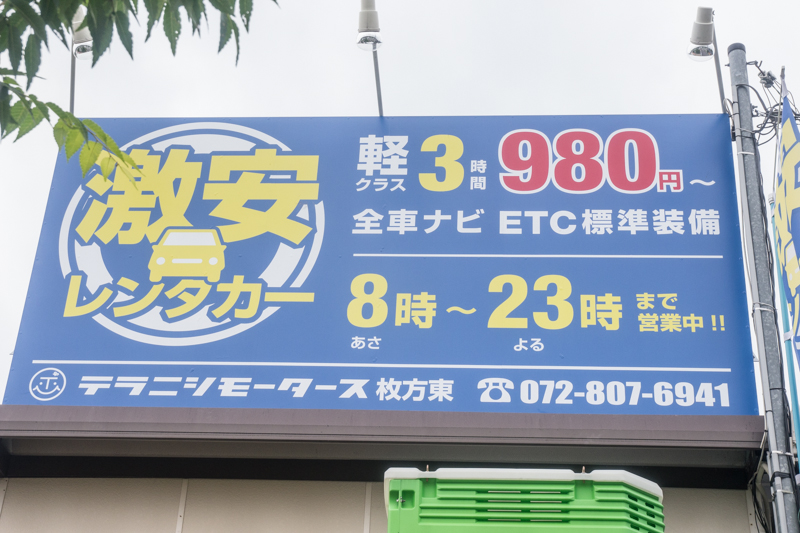 激安
レンタカー
軽クラス 3時間 980円～
全車ナビ ETC標準装備
8時～23時まで営業中!!
あさ よる
テラニシモータース 枚方東 ☎072-807-6941